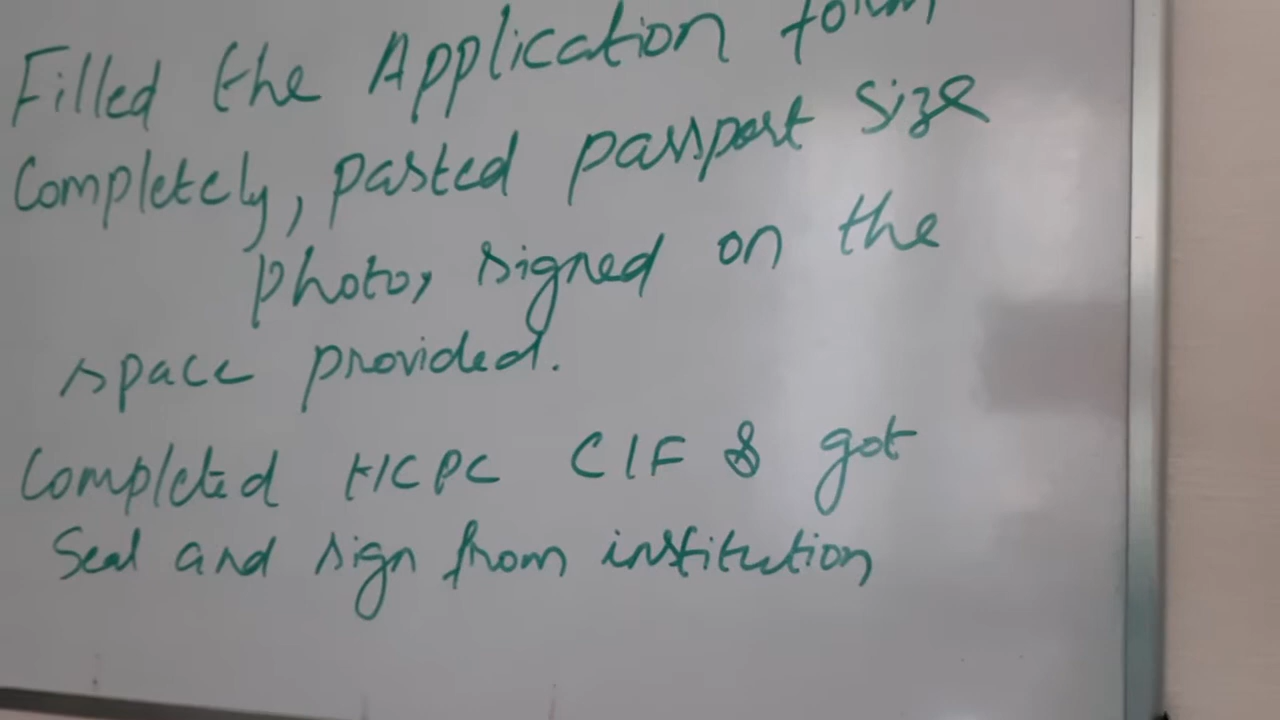 Filled the Application form
Completely, pasted passport size
photo, signed on the
space provided.
Completed HCPC CIF & got
Seal and sign from institution